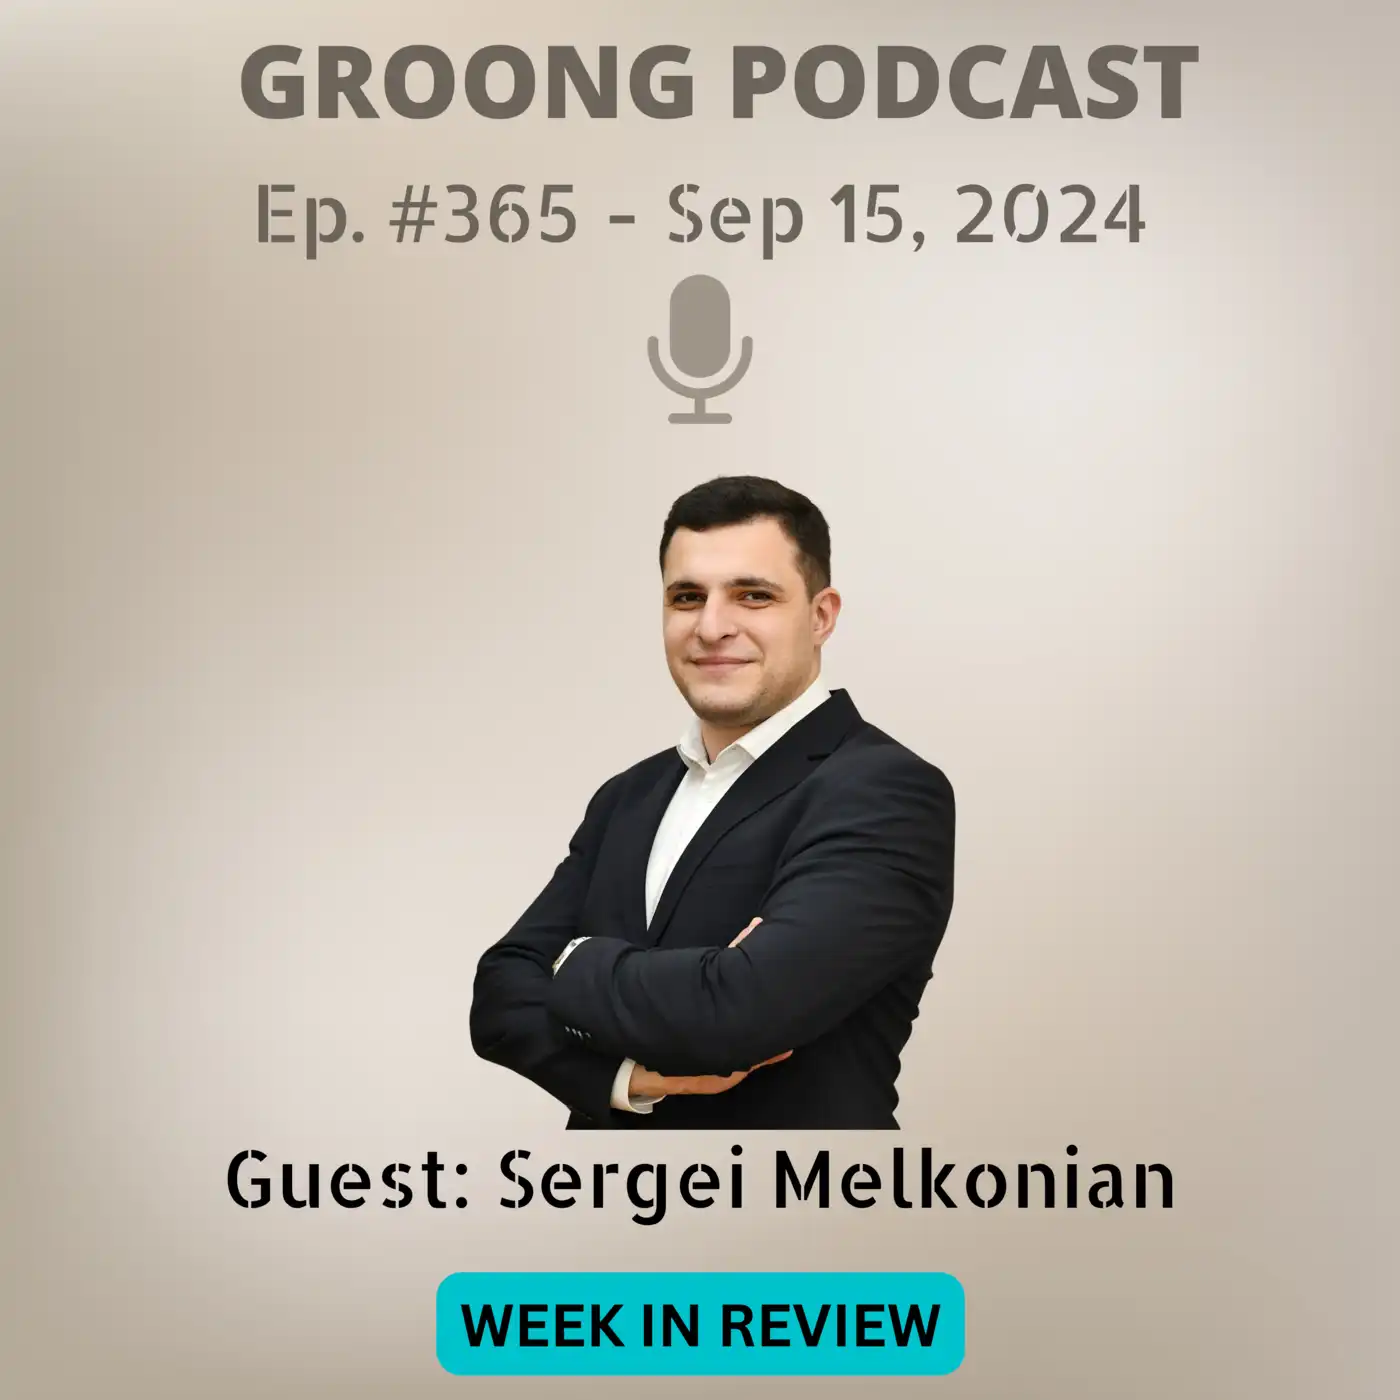 GROONG PODCAST
Ep. #365 - Sep 15, 2024
Guest: Sergei Melkonian
WEEK IN REVIEW